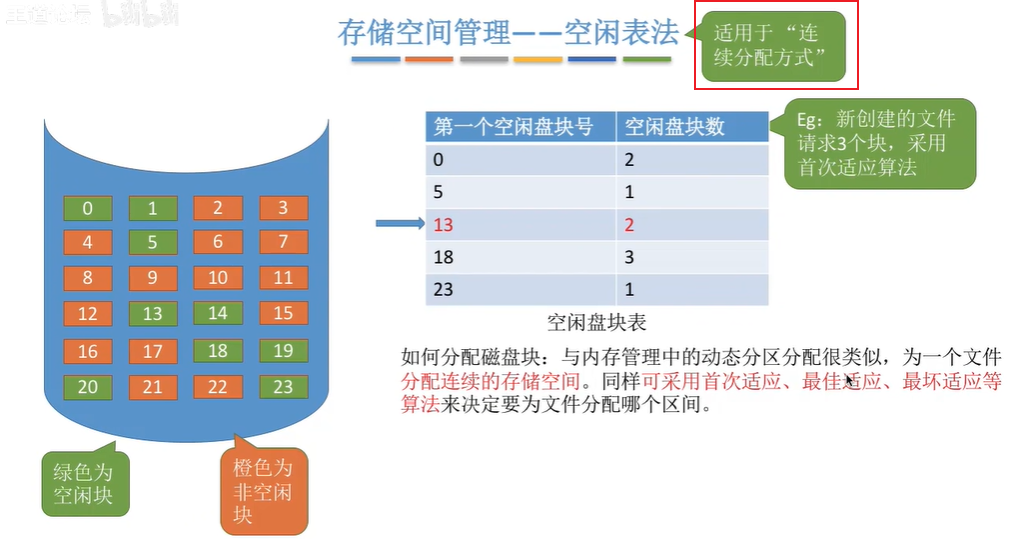 存储空间管理——空闲表法
适用于 “连
续分配方式”
第一个空闲盘块号 空闲盘块数
0 2
5 1
13 2
18 3
23 1
空闲盘块表
Eg：新创建的文件
请求3个块，采用
首次适应算法
0 1 2 3
4 5 6 7
8 9 10 11
12 13 14 15
16 17 18 19
20 21 22 23
绿色为
空闲块
橙色为
非空闲
块
如何分配磁盘块：与内存管理中的动态分区分配很类似，为一个文件
分配连续的存储空间。同样可采用首次适应、最佳适应、最坏适应等
算法来决定要为文件分配哪个区间。
bilibili